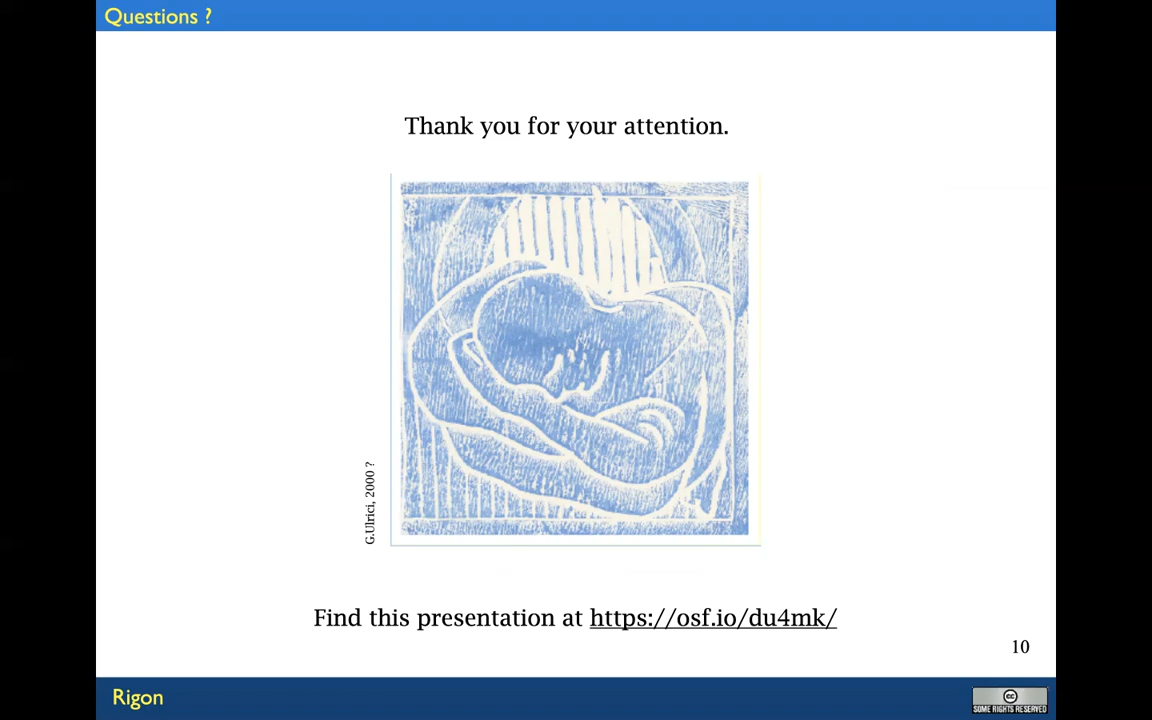 Questions ?
Thank you for your attention.
G.Ulrici, 2000 ?
Find this presentation at https://osf.io/du4mk/
10
Rigon
cc
SOME RIGHTS RESERVED